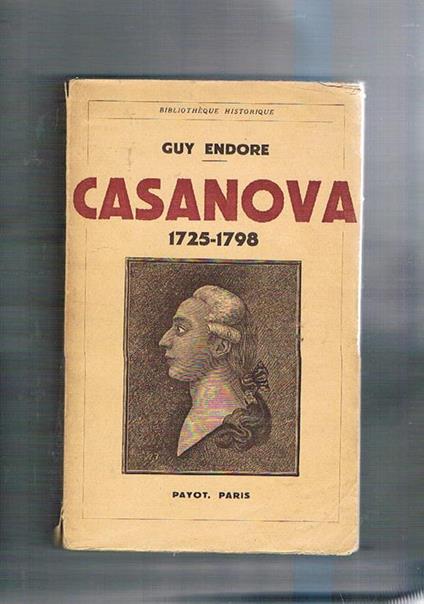 BIBLIOTHÈQUE HISTORIQUE
GUY ENDORE
CASANOVA
1725-1798
PAYOT, PARIS